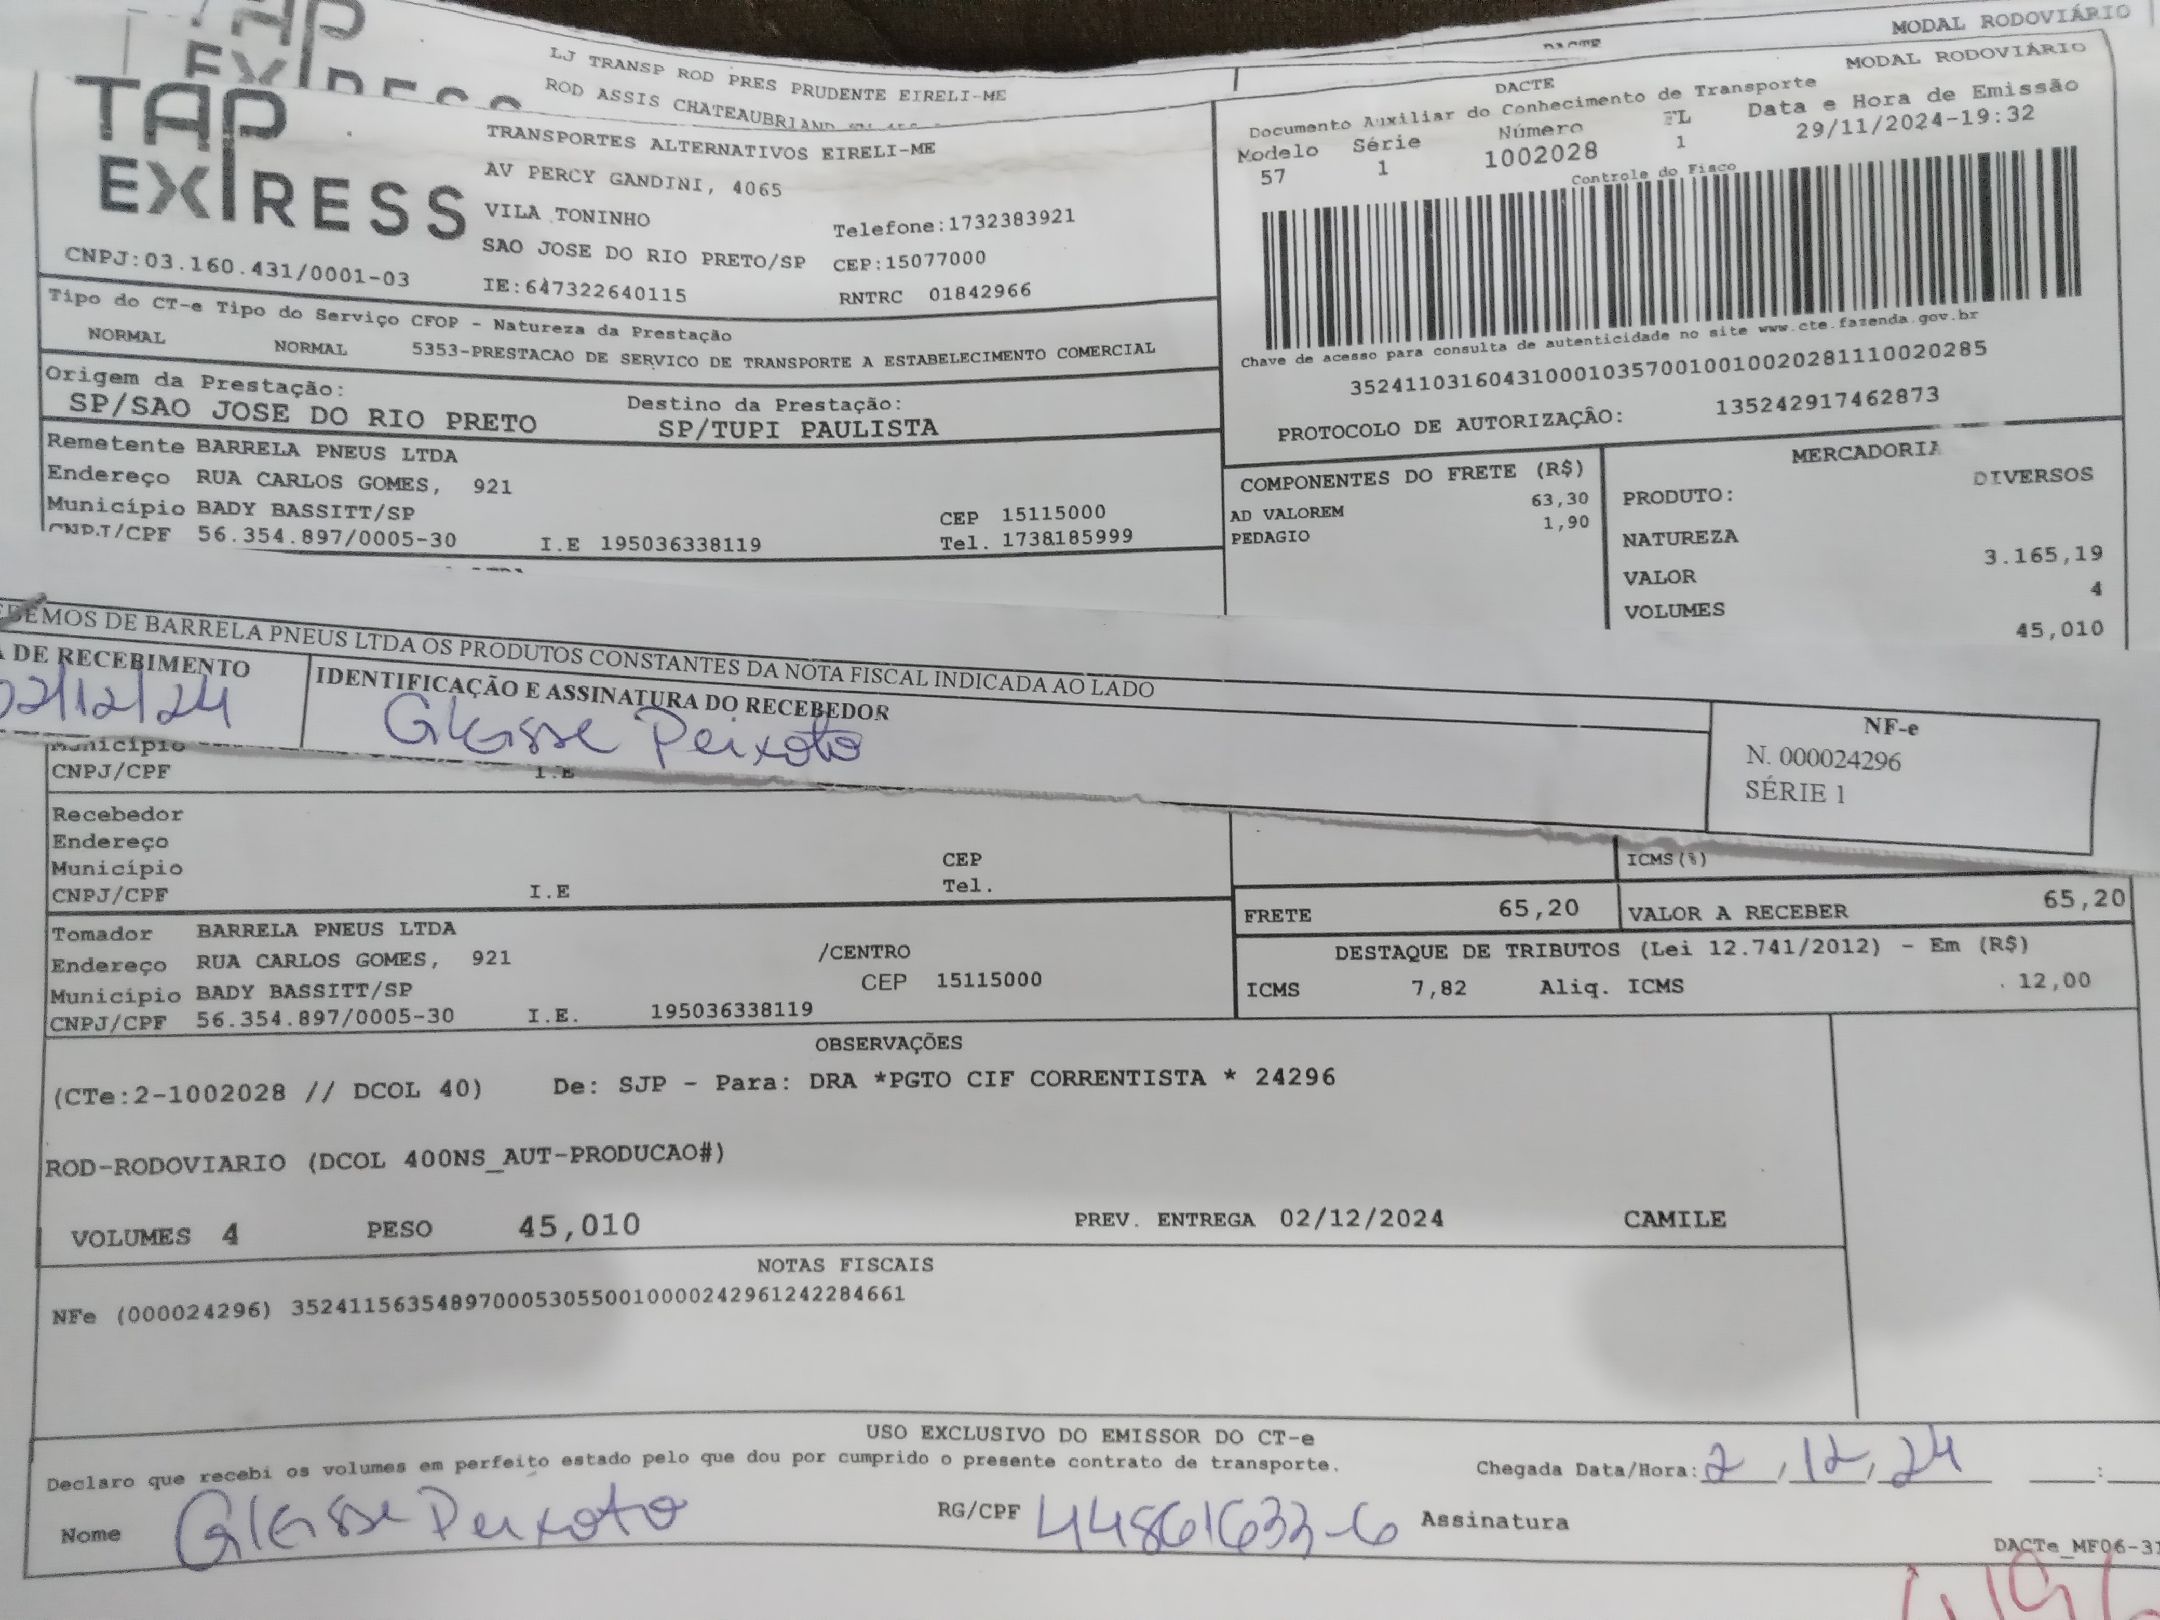 MODAL RODOVIÁRIO
LJ TRANSP ROD PRES PRUDENTE EIRELI-ME
ROD ASSIS CHATEAUBRIAND
TAP EXPRESS
TRANSPORTES ALTERNATIVOS EIRELI-ME
AV PERCY GANDINI, 4065
VILA TONINHO Telefone:1732383921
SAO JOSE DO RIO PRETO/SP CEP:15077000
CNPJ:03.160.431/0001-03 IE:647322640115 RNTRC 01842966
MODAL RODOVIÁRIO
DACTE
Documento Auxiliar do Conhecimento de Transporte
Modelo Série Número FL Data e Hora de Emissão
57 1 1002028 1 29/11/2024-19:32
Controle do Fisco
Chave de acesso para consulta de autenticidade no site www.cte.fazenda.gov.br
35241103160431000103570010010020281110020285
PROTOCOLO DE AUTORIZAÇÃO: 135242917462873
Tipo do CT-e Tipo do Serviço CFOP - Natureza da Prestação
NORMAL NORMAL 5353-PRESTACAO DE SERVICO DE TRANSPORTE A ESTABELECIMENTO COMERCIAL
Origem da Prestação: Destino da Prestação:
SP/SAO JOSE DO RIO PRETO SP/TUPI PAULISTA
Remetente BARRELA PNEUS LTDA
Endereço RUA CARLOS GOMES, 921
Município BADY BASSITT/SP CEP 15115000
CNPJ/CPF 56.354.897/0005-30 I.E 195036338119 Tel. 1738185999
COMPONENTES DO FRETE (R$)
AD VALOREM 63,30
PEDAGIO 1,90
MERCADORIA
PRODUTO: DIVERSOS
NATUREZA
VALOR 3.165,19
VOLUMES 4
45,010
EMOS DE BARRELA PNEUS LTDA OS PRODUTOS CONSTANTES DA NOTA FISCAL INDICADA AO LADO
DE RECEBIMENTO IDENTIFICAÇÃO E ASSINATURA DO RECEBEDOR
02/12/24 Gleisse Peixoto
NF-e
N. 000024296
SÉRIE 1
Município
CNPJ/CPF I.E
Recebedor
Endereço
Município CEP
CNPJ/CPF I.E Tel.
ICMS(%)
FRETE 65,20 VALOR A RECEBER 65,20
Tomador BARRELA PNEUS LTDA
Endereço RUA CARLOS GOMES, 921 /CENTRO
Município BADY BASSITT/SP CEP 15115000
CNPJ/CPF 56.354.897/0005-30 I.E. 195036338119
DESTAQUE DE TRIBUTOS (Lei 12.741/2012) - Em (R$)
ICMS 7,82 Aliq. ICMS 12,00
OBSERVAÇÕES
(CTe:2-1002028 // DCOL 40) De: SJP - Para: DRA *PGTO CIF CORRENTISTA * 24296
ROD-RODOVIARIO (DCOL 400NS_AUT-PRODUCAO#)
VOLUMES 4 PESO 45,010 PREV. ENTREGA 02/12/2024 CAMILE
NOTAS FISCAIS
NFe (000024296) 35241156354897000530550010000242961242284661
USO EXCLUSIVO DO EMISSOR DO CT-e
Declaro que recebi os volumes em perfeito estado pelo que dou por cumprido o presente contrato de transporte. Chegada Data/Hora: 2/12/24 :
Nome Gleisse Peixoto RG/CPF 44861633-6 Assinatura
DACTe_MF06-31